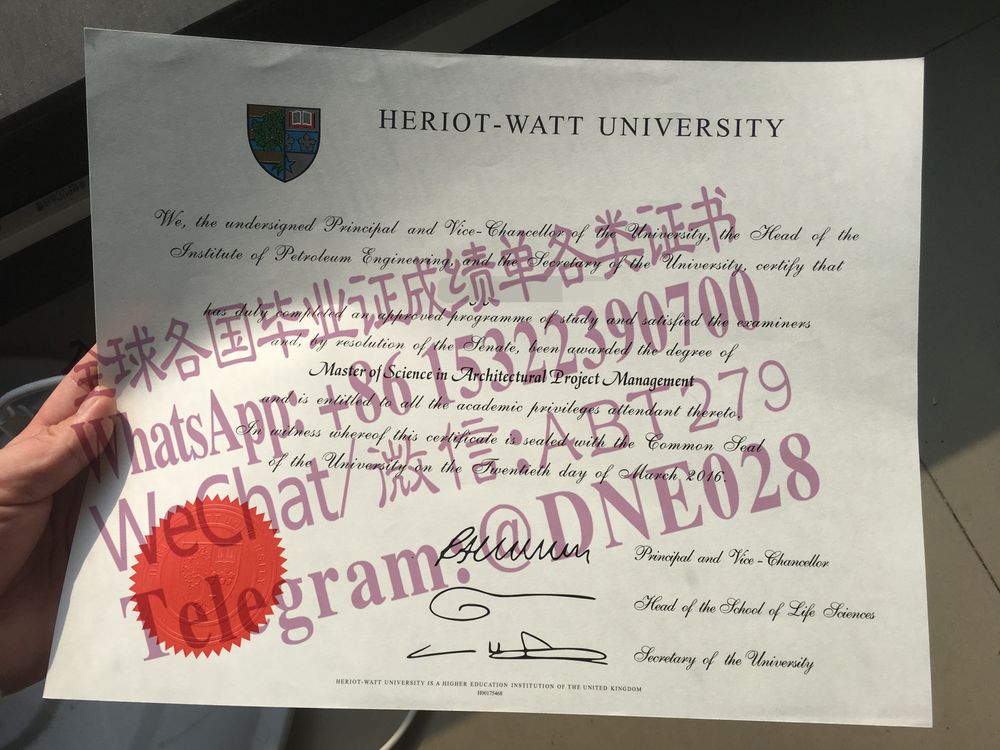 HERIOT-WATT UNIVERSITY
We, the undersigned Principal and Vice-Chancellor of the University, the Head of the
Institute of Petroleum Engineering, and the Secretary of the University, certify that
has duly completed an approved programme of study and satisfied the examiners
and, by resolution of the Senate, been awarded the degree of
Master of Science in Architectural Project Management
and is entitled to all the academic privileges attendant thereto.
In witness whereof this certificate is sealed with the Common Seal
of the University on the Twentieth day of March 2016.
全球各国毕业证成绩单各类证书
WhatsApp: +86 15322390700
WeChat/微信:ABT279
Telegram:@DNE028
Principal and Vice-Chancellor
Head of the School of Life Sciences
Secretary of the University
HERIOT-WATT UNIVERSITY IS A HIGHER EDUCATION INSTITUTION OF THE UNITED KINGDOM
H00175468